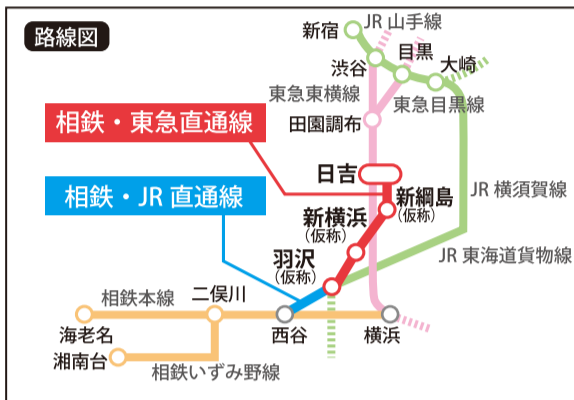 路線図
JR 山手線
新宿
目黒
渋谷
大崎
東急東横線
東急目黒線
田園調布
相鉄・東急直通線
日吉
相鉄・JR 直通線
新綱島
(仮称)
JR 横須賀線
新横浜
(仮称)
羽沢
(仮称)
JR 東海道貨物線
相鉄本線
二俣川
海老名
西谷
横浜
湘南台
相鉄いずみ野線